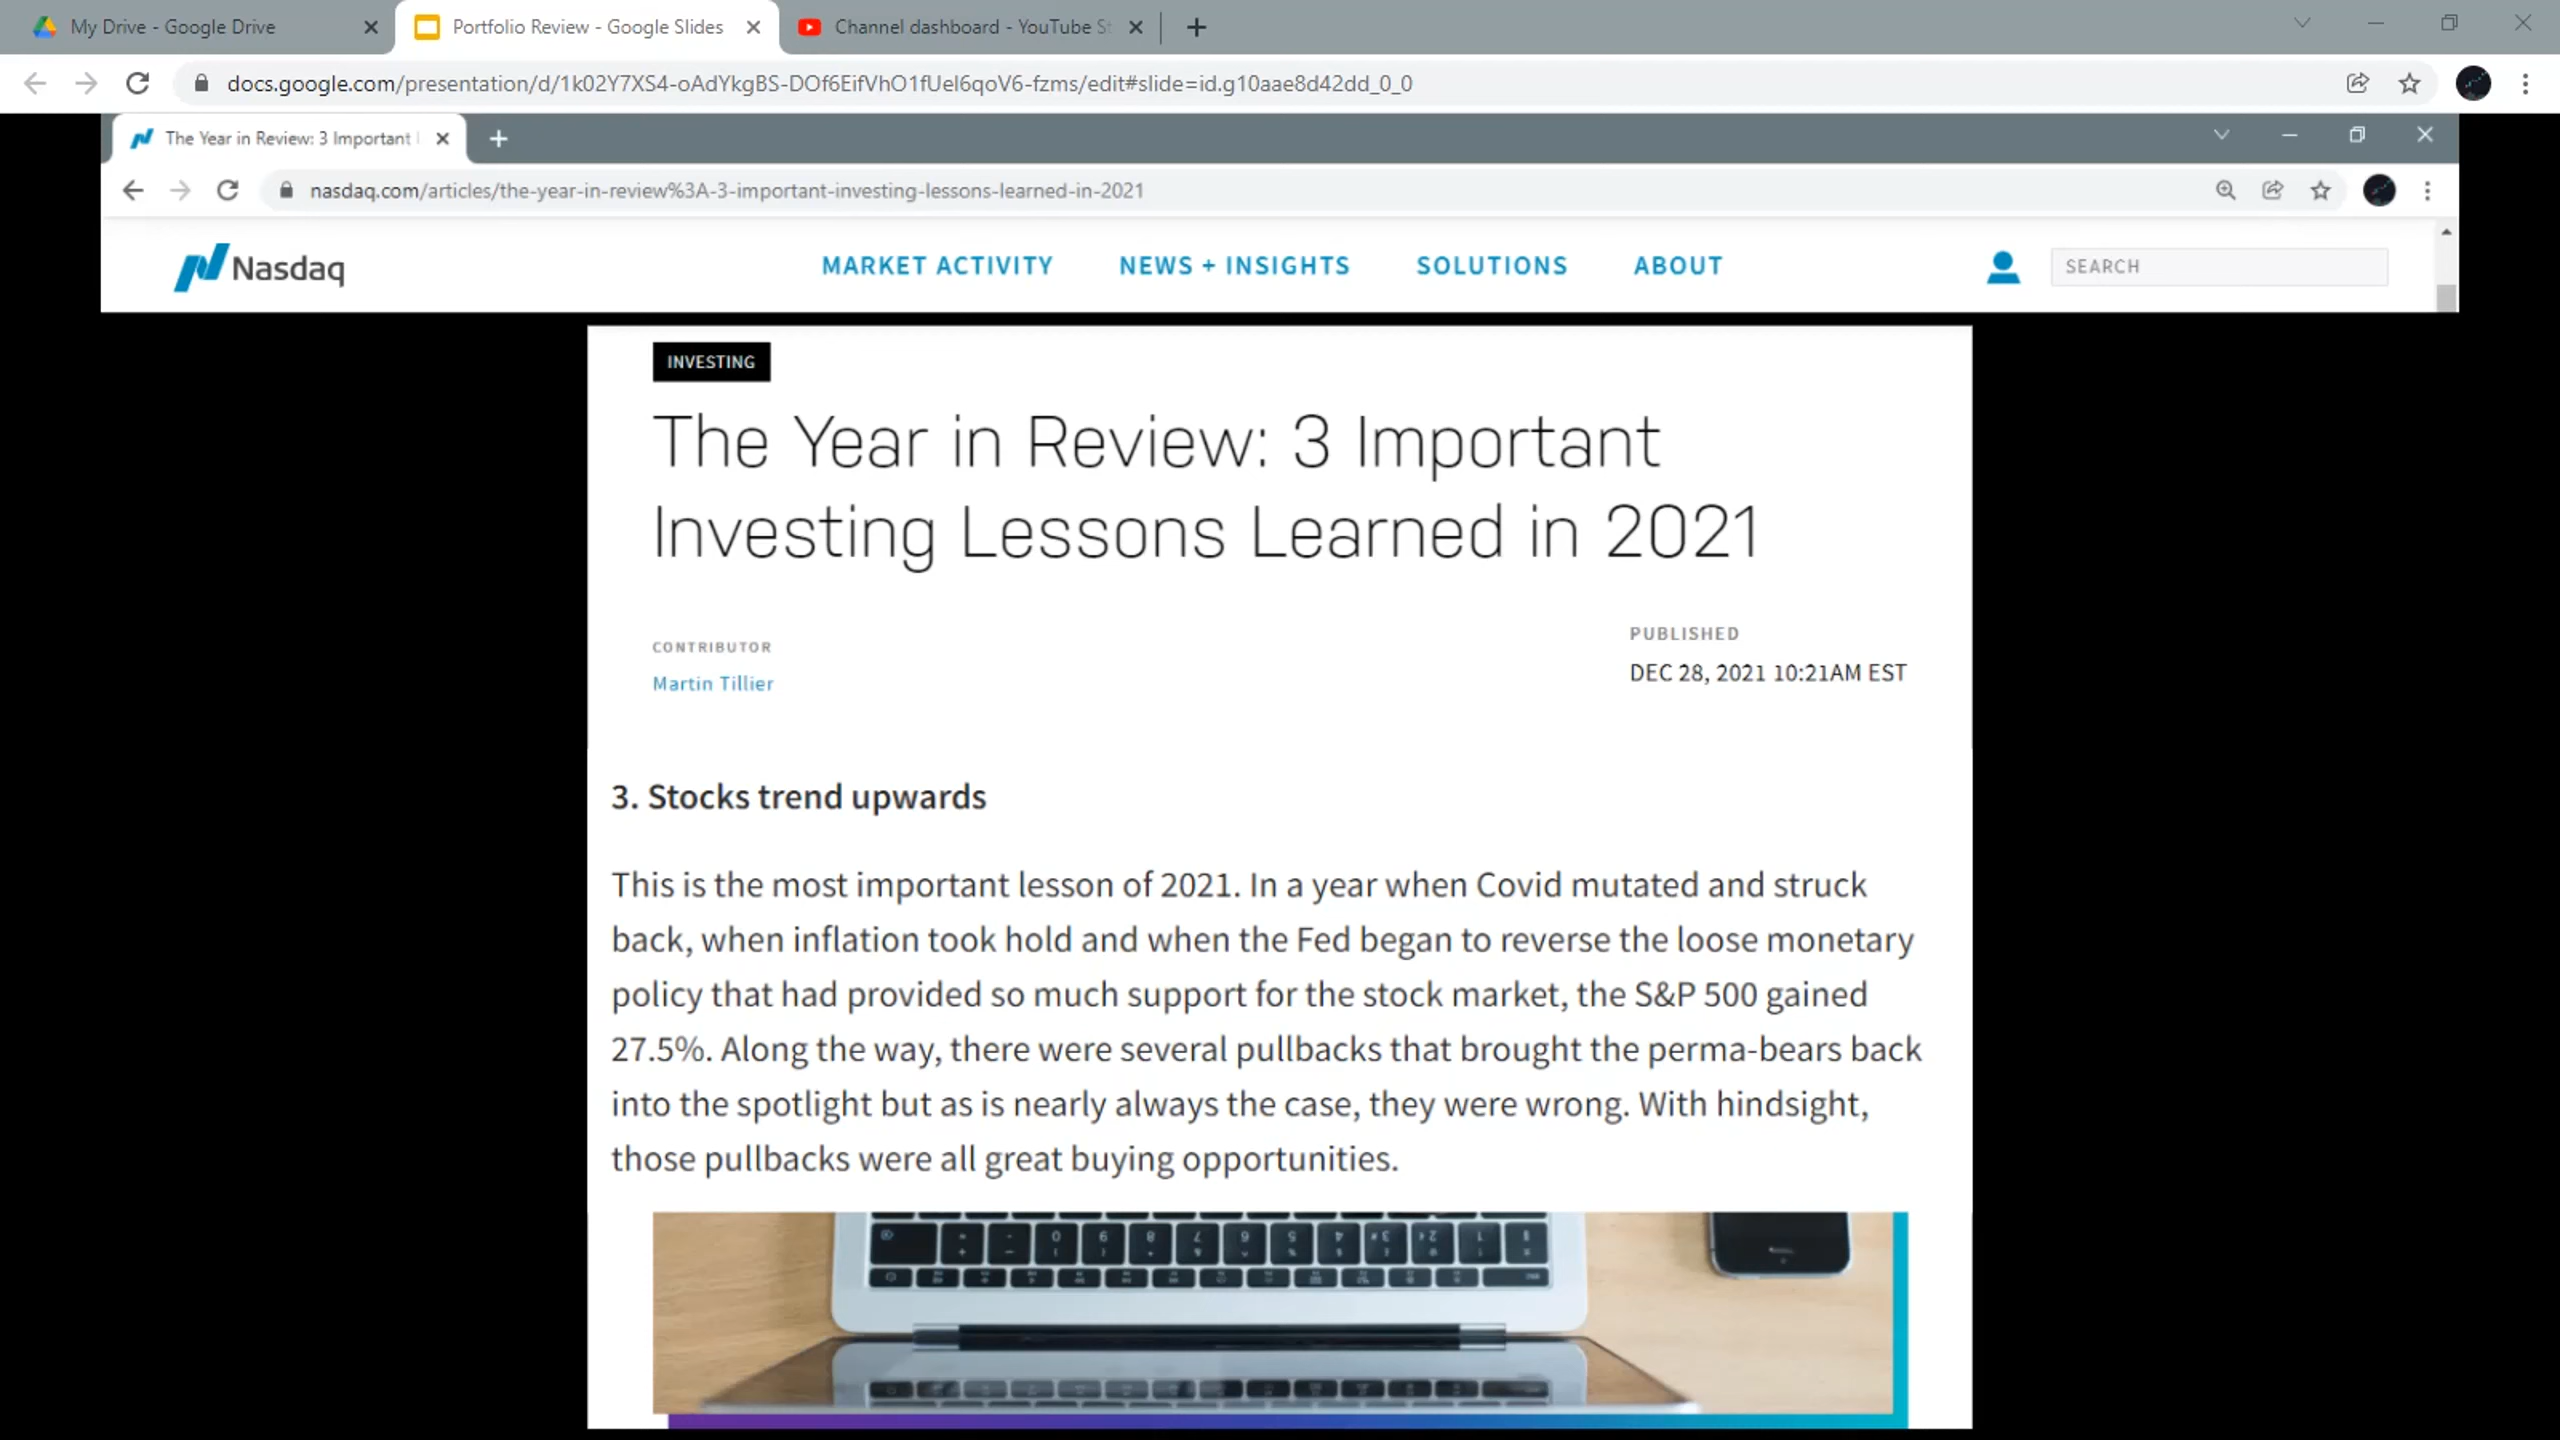 My Drive - Google Drive
Portfolio Review - Google Slides
Channel dashboard - YouTube St
docs.google.com/presentation/d/1k02Y7XS4-oAdYkgBS-DOf6EifVhO1fUel6qoV6-fzms/edit#slide=id.g10aae8d42dd_0_0
The Year in Review: 3 Important
nasdaq.com/articles/the-year-in-review%3A-3-important-investing-lessons-learned-in-2021
Nasdaq
MARKET ACTIVITY
NEWS + INSIGHTS
SOLUTIONS
ABOUT
SEARCH
INVESTING
The Year in Review: 3 Important
Investing Lessons Learned in 2021
CONTRIBUTOR
Martin Tillier
PUBLISHED
DEC 28, 2021 10:21AM EST
3. Stocks trend upwards
This is the most important lesson of 2021. In a year when Covid mutated and struck
back, when inflation took hold and when the Fed began to reverse the loose monetary
policy that had provided so much support for the stock market, the S&P 500 gained
27.5%. Along the way, there were several pullbacks that brought the perma-bears back
into the spotlight but as is nearly always the case, they were wrong. With hindsight,
those pullbacks were all great buying opportunities.